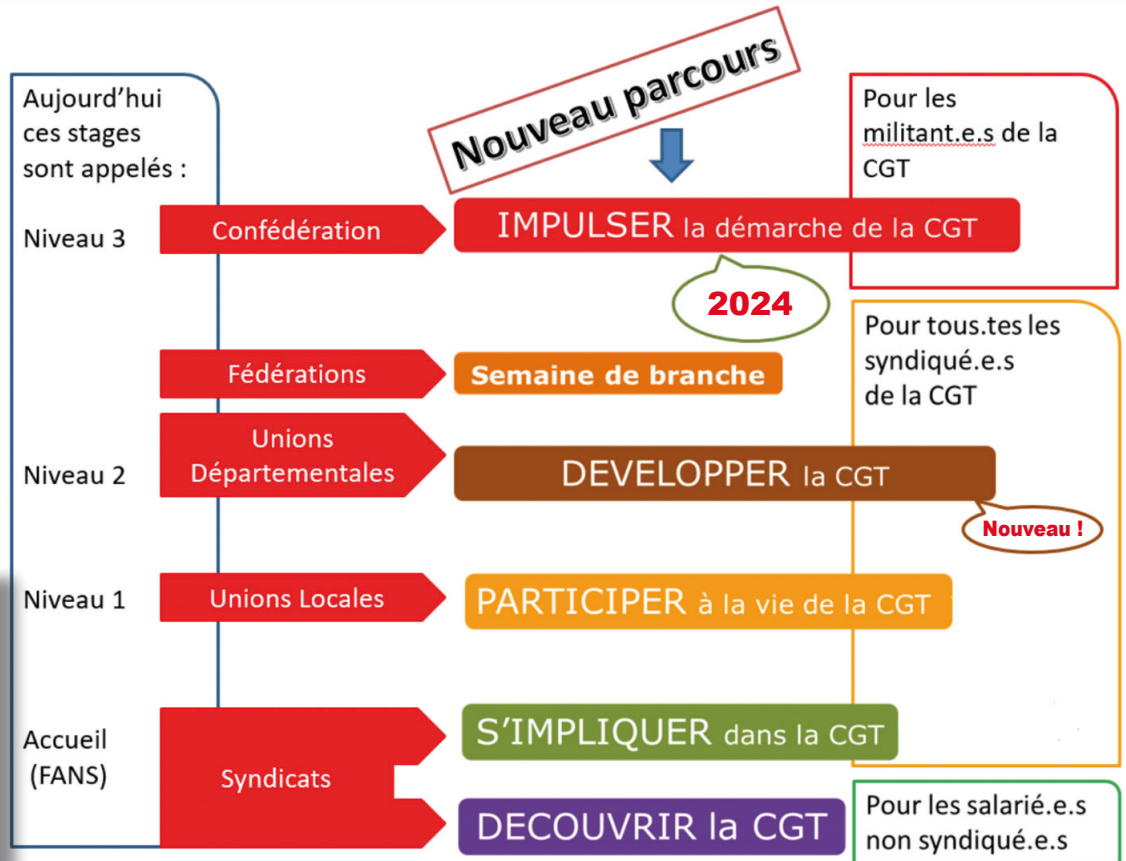 Nouveau parcours
Aujourd’hui
ces stages
sont appelés :
Pour les
militant.e.s de la
CGT
Niveau 3
Confédération
IMPULSER la démarche de la CGT
2024
Pour tous.tes les
syndiqué.e.s
de la CGT
Fédérations
Semaine de branche
Niveau 2
Unions
Départementales
DEVELOPPER la CGT
Nouveau !
Niveau 1
Unions Locales
PARTICIPER à la vie de la CGT
Accueil
(FANS)
Syndicats
S’IMPLIQUER dans la CGT
DECOUVRIR la CGT
Pour les salarié.e.s
non syndiqué.e.s